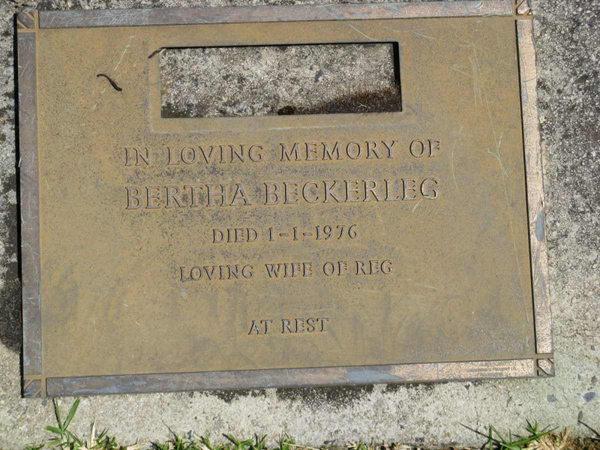 IN LOVING MEMORY OF
BERTHA BECKERLEG
DIED 1-1-1976
LOVING WIFE OF REG
AT REST